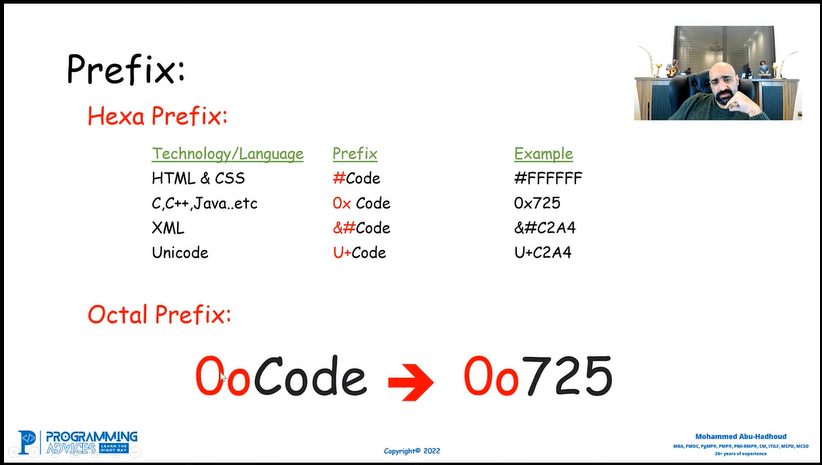 Prefix:
Hexa Prefix:
Technology/Language Prefix Example
HTML & CSS #Code #FFFFFF
C,C++,Java..etc 0x Code 0x725
XML &#Code &#C2A4
Unicode U+Code U+C2A4
Octal Prefix:
0oCode → 0o725
PROGRAMMING
ADVICES LEARN THE RIGHT WAY
Copyright© 2022
Mohammed Abu-Hadhoud
MBA, PMOC, PgMP®, PMP®, PMI-RMP®, CM, ITILF, MCPD, MCSD
26+ years of experience